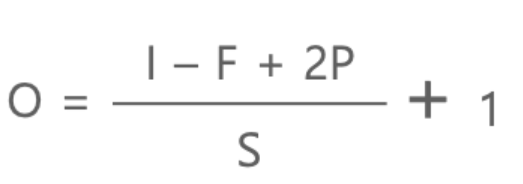 O = (I − F + 2P) / S + 1